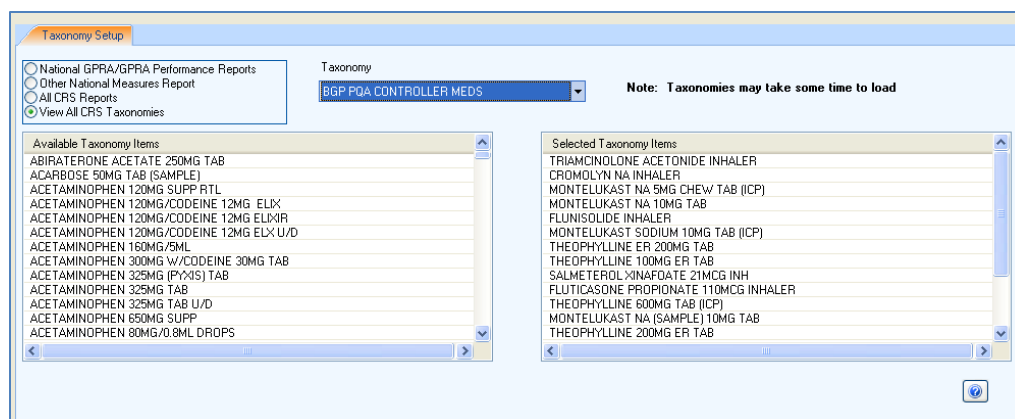 Taxonomy Setup
National GPRA/GPRA Performance Reports
Other National Measures Report
All CRS Reports
View All CRS Taxonomies
Taxonomy
BGP PQA CONTROLLER MEDS
Note: Taxonomies may take some time to load
Available Taxonomy Items
ABIRATERONE ACETATE 250MG TAB
ACARBOSE 50MG TAB (SAMPLE)
ACETAMINOPHEN 120MG SUPP RTL
ACETAMINOPHEN 120MG/CODEINE 12MG  ELIX
ACETAMINOPHEN 120MG/CODEINE 12MG ELIXIR
ACETAMINOPHEN 120MG/CODEINE 12MG ELX U/D
ACETAMINOPHEN 160MG/5ML
ACETAMINOPHEN 300MG W/CODEINE 30MG TAB
ACETAMINOPHEN 325MG (PYXIS) TAB
ACETAMINOPHEN 325MG TAB
ACETAMINOPHEN 325MG TAB U/D
ACETAMINOPHEN 650MG SUPP
ACETAMINOPHEN 80MG/0.8ML DROPS
Selected Taxonomy Items
TRIAMCINOLONE ACETONIDE INHALER
CROMOLYN NA INHALER
MONTELUKAST NA 5MG CHEW TAB (ICP)
MONTELUKAST NA 10MG TAB
FLUNISOLIDE INHALER
MONTELUKAST SODIUM 10MG TAB (ICP)
THEOPHYLLINE ER 200MG TAB
THEOPHYLLINE 100MG ER TAB
SALMETEROL XINAFOATE 21MCG INH
FLUTICASONE PROPIONATE 110MCG INHALER
THEOPHYLLINE 600MG TAB (ICP)
MONTELUKAST NA (SAMPLE) 10MG TAB
THEOPHYLLINE 200MG ER TAB
?